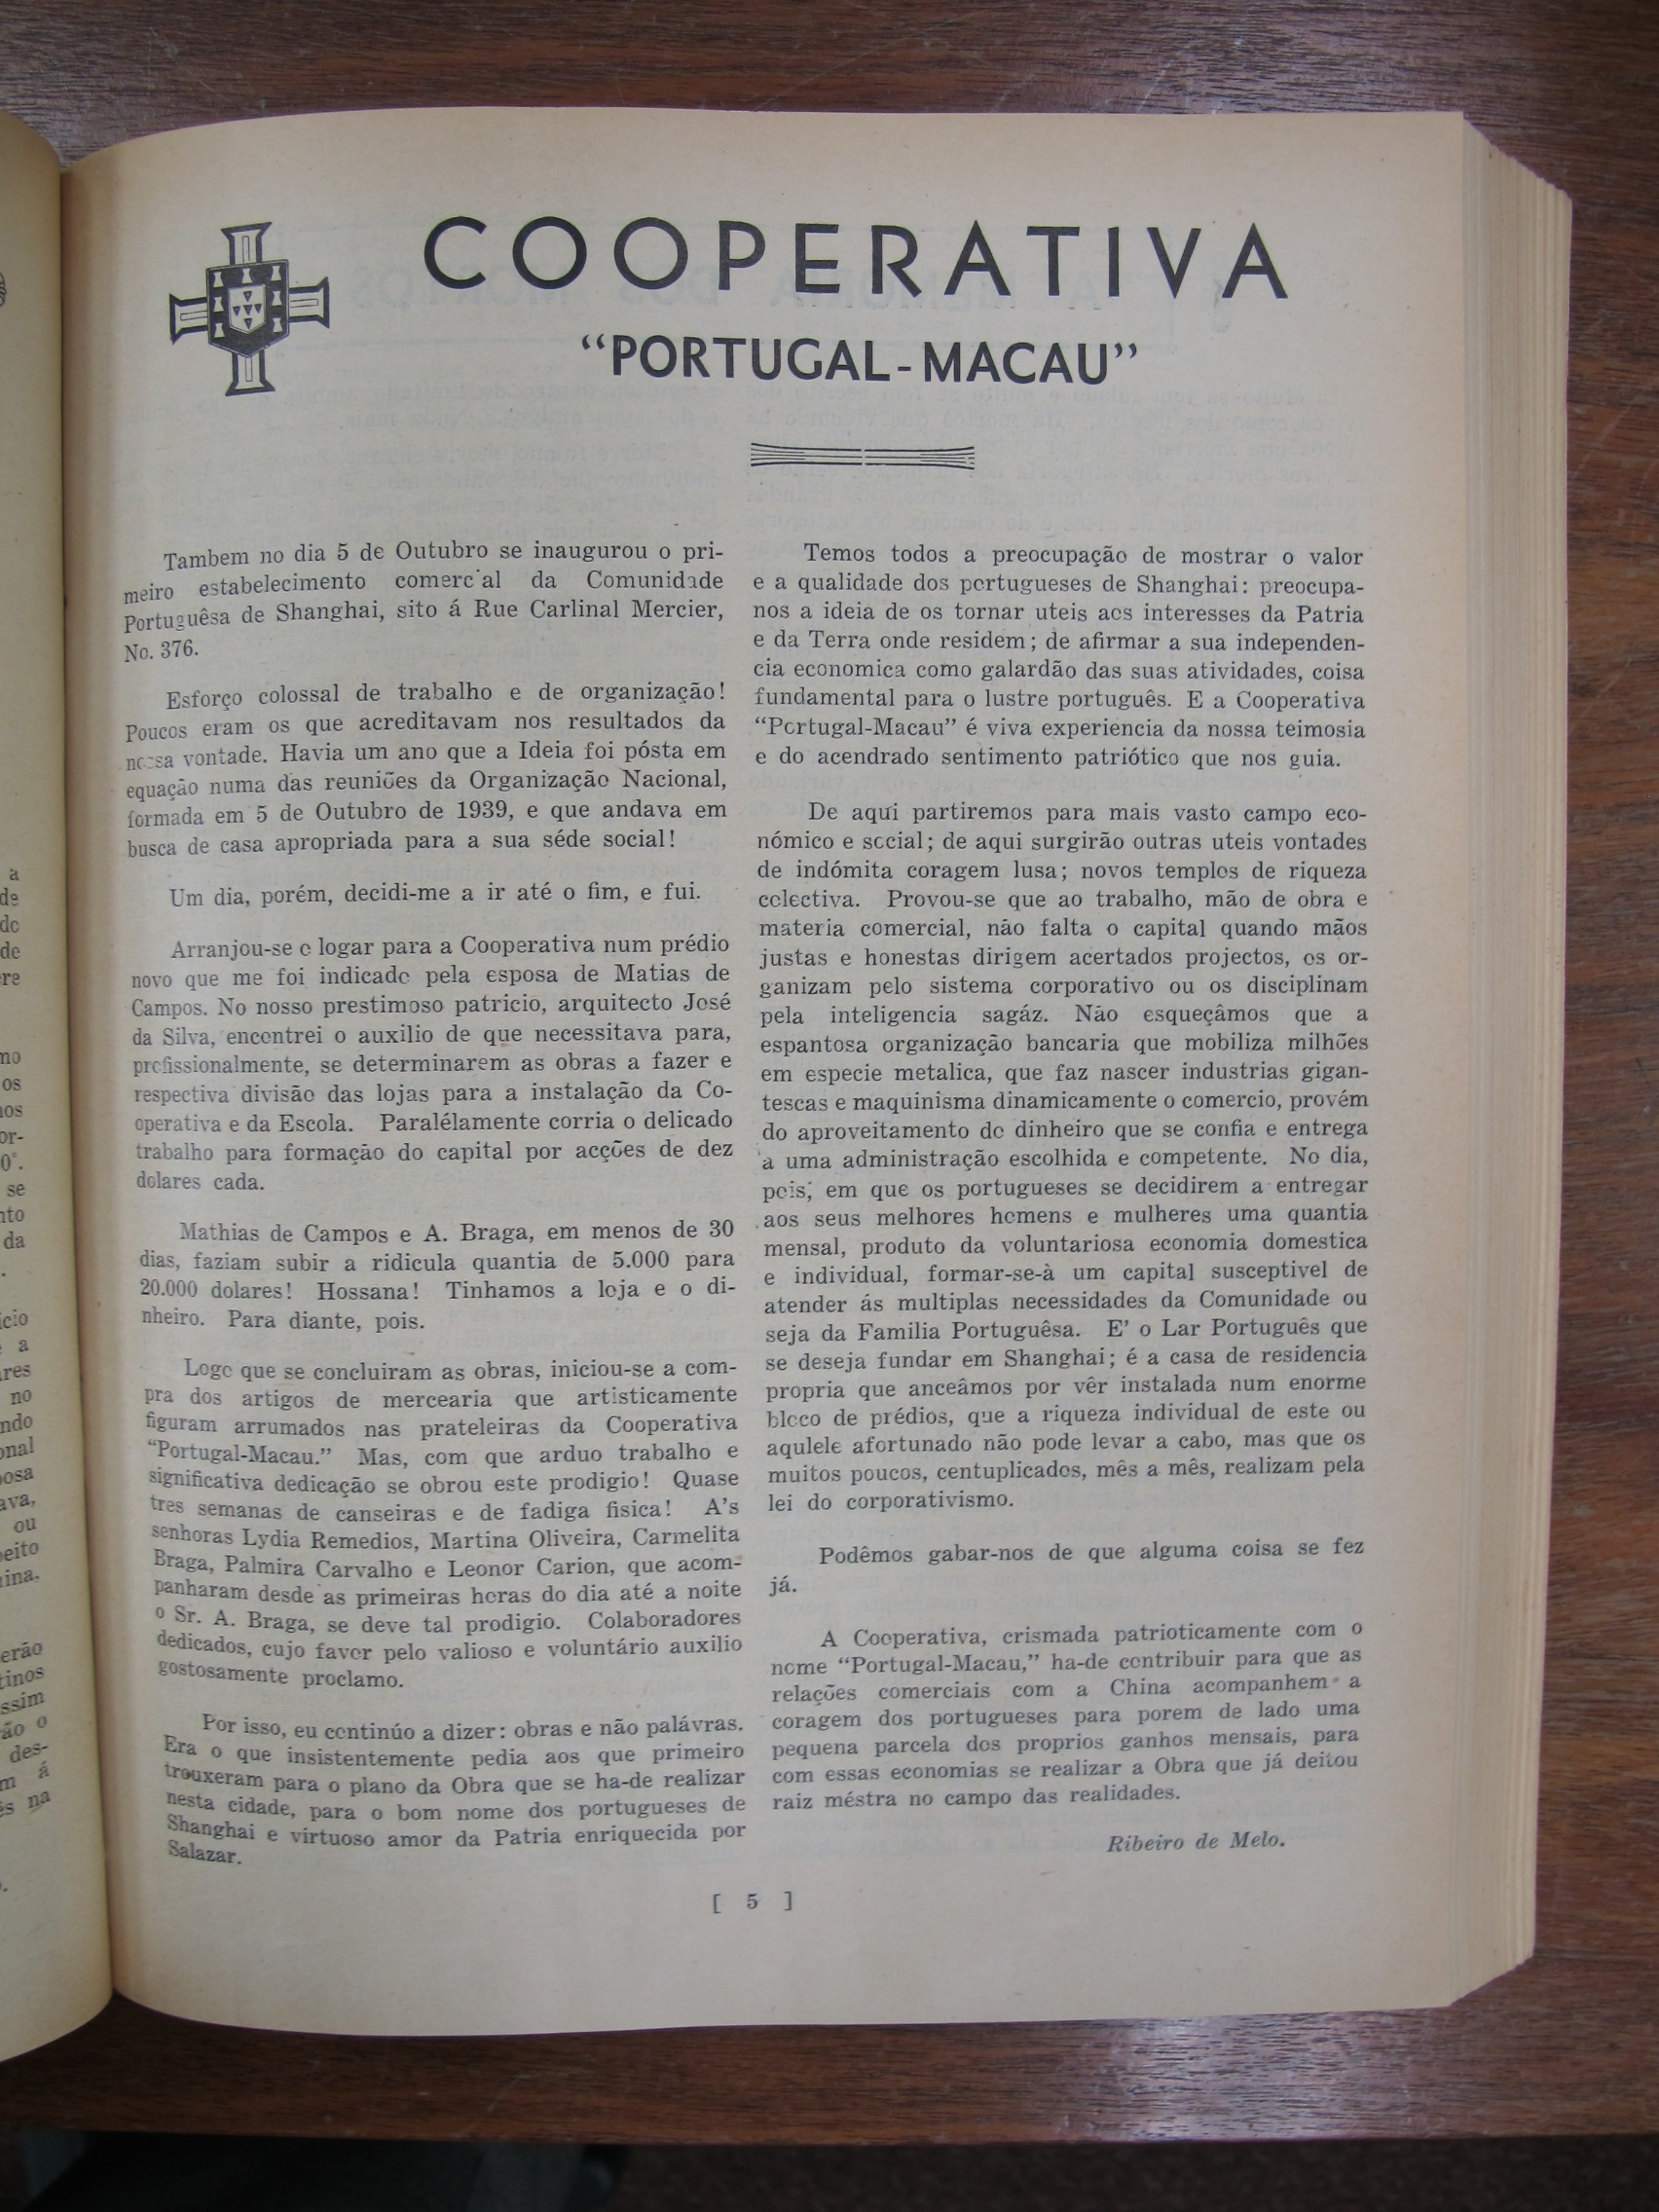 COOPERATIVA
"PORTUGAL-MACAU"
Tambem no dia 5 de Outubro se inaugurou o pri-
meiro estabelecimento comerc'al da Comunidade
Portuguêsa de Shanghai, sito á Rue Carlinal Mercier,
No. 376.
Esforço colossal de trabalho e de organização!
Poucos eram os que acreditavam nos resultados da
nossa vontade. Havia um ano que a Ideia foi pósta em
equação numa das reuniões da Organização Nacional,
formada em 5 de Outubro de 1939, e que andava em
busca de casa apropriada para a sua séde social!
Um dia, porém, decidi-me a ir até o fim, e fui.
Arranjou-se o logar para a Cooperativa num prédio
novo que me foi indicado pela esposa de Matias de
Campos. No nosso prestimoso patricio, arquitecto José
da Silva, encontrei o auxilio de que necessitava para,
profissionalmente, se determinarem as obras a fazer e
respectiva divisão das lojas para a instalação da Co-
operativa e da Escola. Paralélamente corria o delicado
trabalho para formação do capital por acções de dez
dolares cada.
Mathias de Campos e A. Braga, em menos de 30
dias, faziam subir a ridicula quantia de 5.000 para
20.000 dolares! Hossana! Tinhamos a loja e o di-
nheiro. Para diante, pois.
Logo que se concluiram as obras, iniciou-se a com-
pra dos artigos de mercearia que artisticamente
figuram arrumados nas prateleiras da Cooperativa
"Portugal-Macau." Mas, com que arduo trabalho e
significativa dedicação se obrou este prodigio! Quase
tres semanas de canseiras e de fadiga fisica! A's
senhoras Lydia Remedios, Martina Oliveira, Carmelita
Braga, Palmira Carvalho e Leonor Carion, que acom-
panharam desde as primeiras horas do dia até a noite
o Sr. A. Braga, se deve tal prodigio. Colaboradores
dedicados, cujo favor pelo valioso e voluntário auxilio
gostosamente proclamo.
Por isso, eu continúo a dizer: obras e não palávras.
Era o que insistentemente pedia aos que primeiro
trouxeram para o plano da Obra que se ha-de realizar
nesta cidade, para o bom nome dos portugueses de
Shanghai e virtuoso amor da Patria enriquecida por
Salazar.
Temos todos a preocupação de mostrar o valor
e a qualidade dos portugueses de Shanghai: preocupa-
nos a ideia de os tornar uteis aos interesses da Patria
e da Terra onde residem; de afirmar a sua independen-
cia economica como galardão das suas atividades, coisa
fundamental para o lustre português. E a Cooperativa
"Portugal-Macau" é viva experiencia da nossa teimosia
e do acendrado sentimento patriótico que nos guia.
De aqui partiremos para mais vasto campo eco-
nómico e social; de aqui surgirão outras uteis vontades
de indómita coragem lusa; novos templos de riqueza
colectiva. Provou-se que ao trabalho, mão de obra e
materia comercial, não falta o capital quando mãos
justas e honestas dirigem acertados projectos, os or-
ganizam pelo sistema corporativo ou os disciplinam
pela inteligencia sagáz. Não esqueçâmos que a
espantosa organização bancaria que mobiliza milhões
em especie metalica, que faz nascer industrias gigan-
tescas e maquinisma dinamicamente o comercio, provém
do aproveitamento do dinheiro que se confia e entrega
a uma administração escolhida e competente. No dia,
pois, em que os portugueses se decidirem a entregar
aos seus melhores homens e mulheres uma quantia
mensal, produto da voluntariosa economia domestica
e individual, formar-se-à um capital susceptivel de
atender ás multiplas necessidades da Comunidade ou
seja da Familia Portuguêsa. E' o Lar Português que
se deseja fundar em Shanghai; é a casa de residencia
propria que anceâmos por vêr instalada num enorme
bloco de prédios, que a riqueza individual de este ou
aqulele afortunado não pode levar a cabo, mas que os
muitos poucos, centuplicados, mês a mês, realizam pela
lei do corporativismo.
Podêmos gabar-nos de que alguma coisa se fez
já.
A Cooperativa, crismada patrioticamente com o
nome "Portugal-Macau," ha-de contribuir para que as
relações comerciais com a China acompanhem a
coragem dos portugueses para porem de lado uma
pequena parcela dos proprios ganhos mensais, para
com essas economias se realizar a Obra que já deitou
raiz méstra no campo das realidades.
Ribeiro de Melo.
[ 5 ]